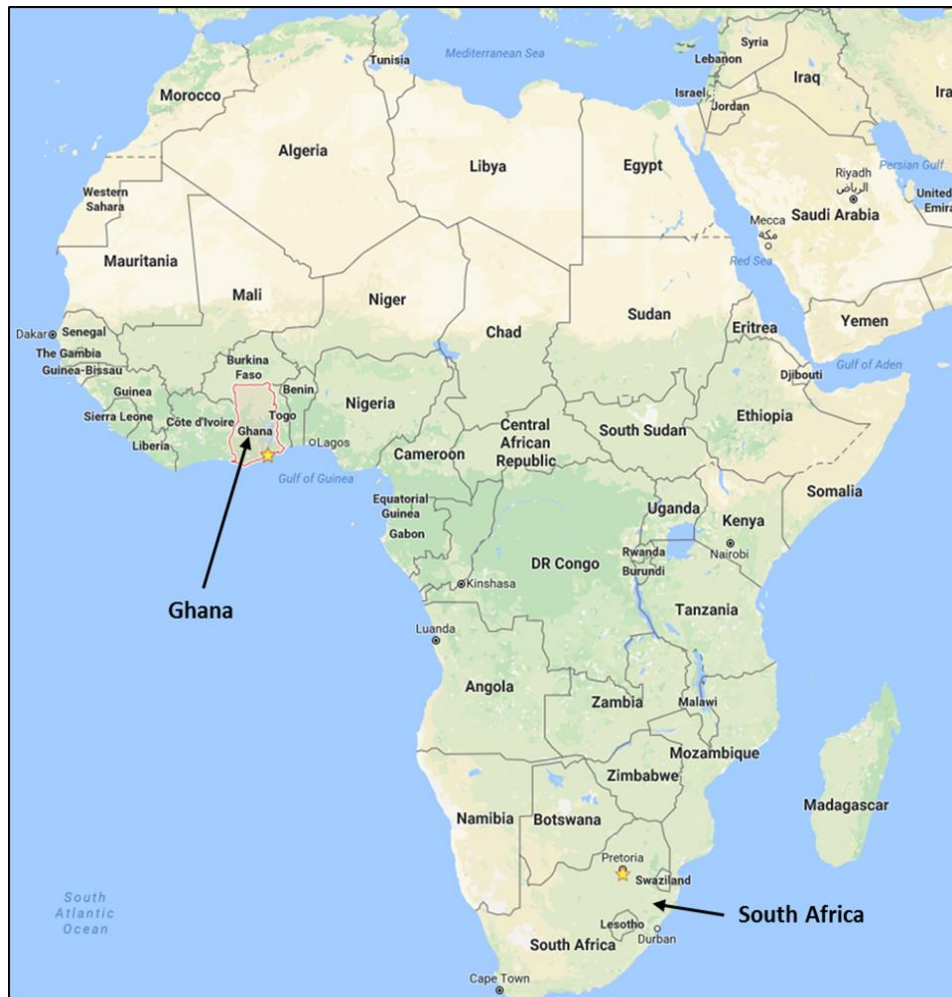 Mediterranean Sea
Tunisia
Syria
Lebanon
Iraq
Israel
Jordan
Morocco
Algeria
Libya
Egypt
Persian Gulf
Riyadh
الرياض
Saudi Arabia
United
Emira
Mecca
مكة
Western
Sahara
Red Sea
Mauritania
Mali
Niger
Chad
Sudan
Eritrea
Yemen
Dakar
Senegal
The Gambia
Guinea-Bissau
Burkina
Faso
Gulf of Aden
Djibouti
Guinea
Benin
Sierra Leone
Côte d'Ivoire
Ghana
Togo
Nigeria
Ethiopia
Liberia
Lagos
Central
African
Republic
South Sudan
Cameroon
Gulf of Guinea
Somalia
Equatorial
Guinea
Gabon
Uganda
Kenya
Nairobi
Rwanda
Burundi
DR Congo
Kinshasa
Ghana
Tanzania
Luanda
Angola
Zambia
Malawi
Mozambique
Zimbabwe
Madagascar
Namibia
Botswana
Pretoria
Swaziland
South
Atlantic
Ocean
South Africa
Lesotho
Durban
South Africa
Cape Town